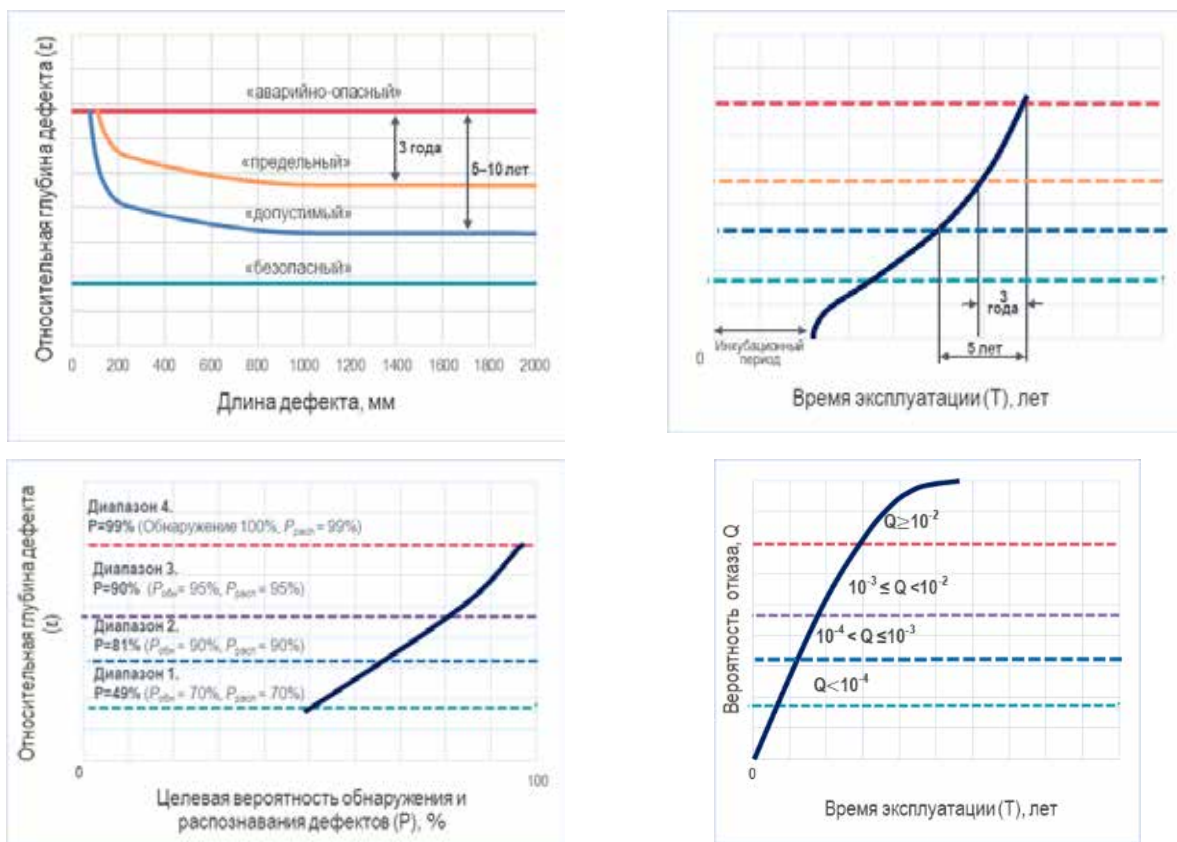 Относительная глубина дефекта (ε)
«аварийно-опасный»
«предельный»
«допустимый»
«безопасный»
3 года
5–10 лет
0 200 400 600 800 1000 1200 1400 1600 1800 2000
Длина дефекта, мм
0
Инкубационный
период
3
года
5 лет
Время эксплуатации (Т), лет
Относительная глубина дефекта
(ε)
Диапазон 4.
P=99% (Обнаружение 100%, Pрасп = 99%)
Диапазон 3.
P=90% (Pобн = 95%, Pрасп = 95%)
Диапазон 2.
P=81% (Pобн = 90%, Pрасп = 90%)
Диапазон 1.
P=49% (Pобн = 70%, Pрасп = 70%)
0
100
Целевая вероятность обнаружения и
распознавания дефектов (P), %
Вероятность отказа, Q
Q≥10⁻²
10⁻³ ≤ Q <10⁻²
10⁻⁴ < Q ≤10⁻³
Q<10⁻⁴
0
Время эксплуатации (Т), лет